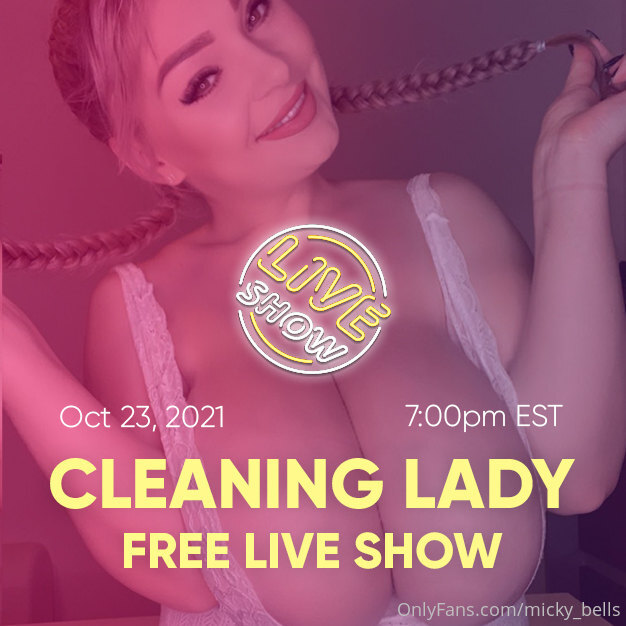 LIVE
SHOW
Oct 23, 2021
7:00pm EST
CLEANING LADY
FREE LIVE SHOW
OnlyFans.com/micky_bells